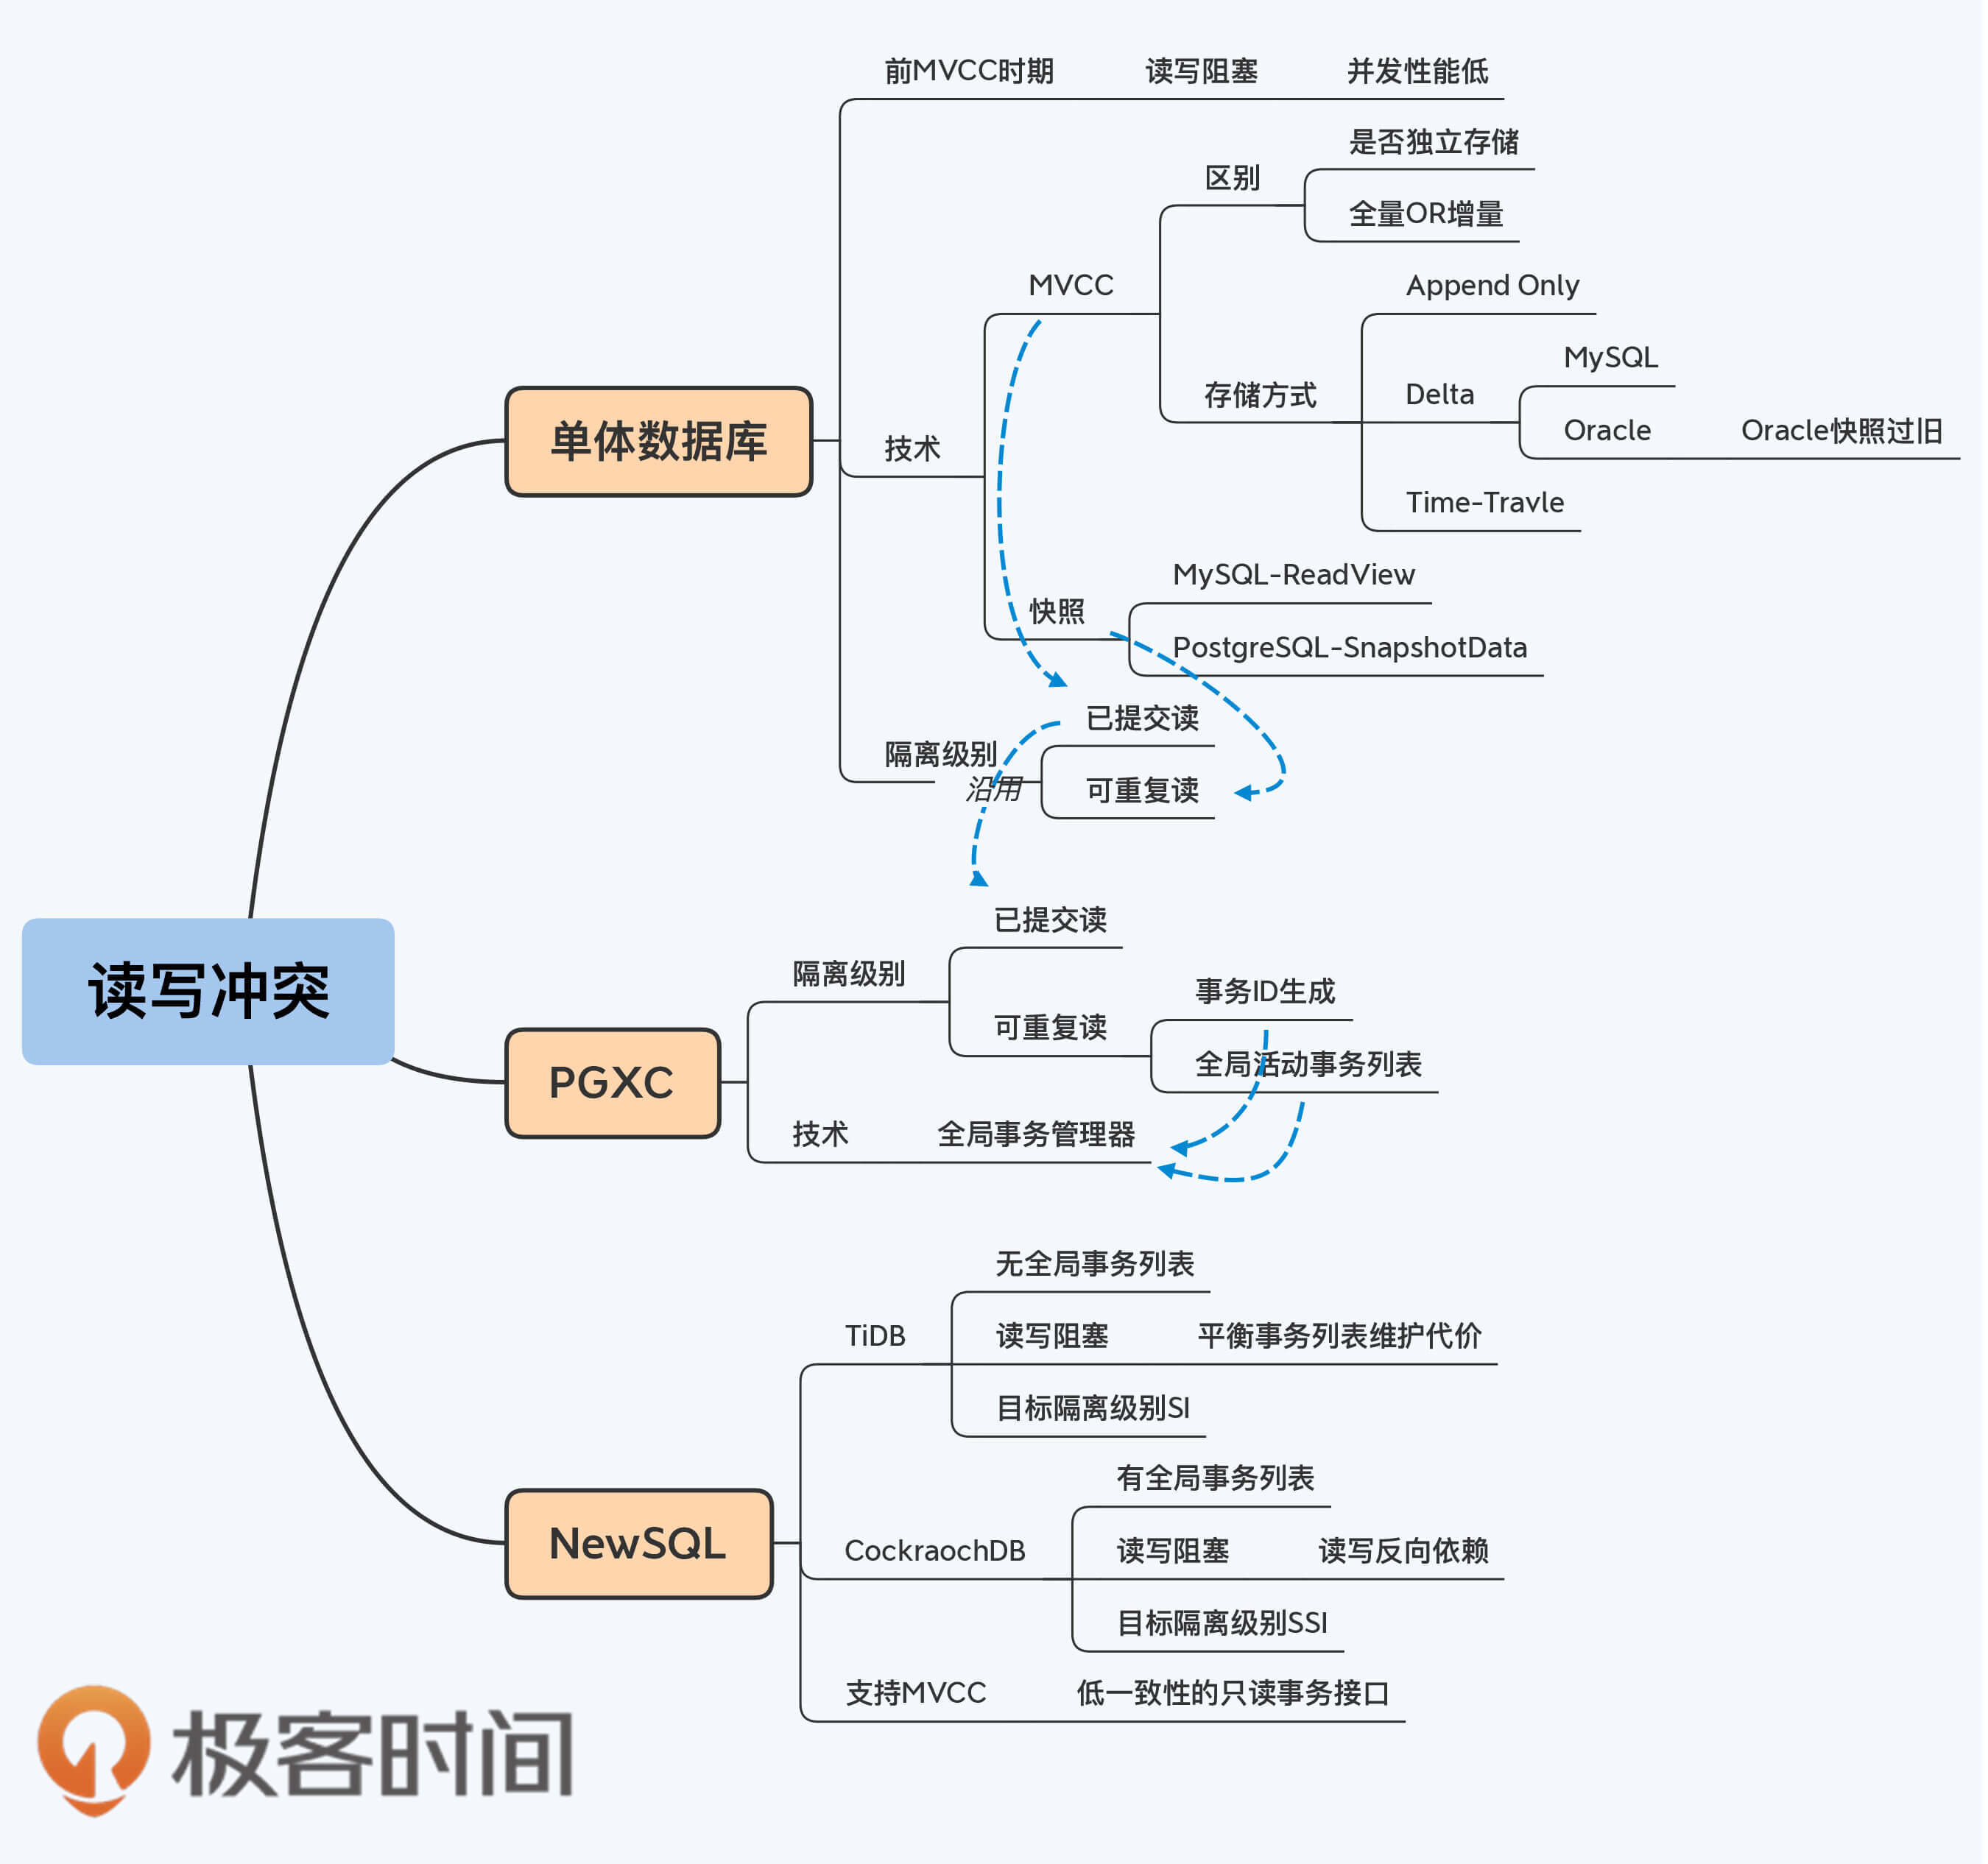 读写冲突
单体数据库
前MVCC时期
读写阻塞
并发性能低
技术
MVCC
区别
是否独立存储
全量OR增量
存储方式
Append Only
Delta
MySQL
Oracle
Oracle快照过旧
Time-Travle
快照
MySQL-ReadView
PostgreSQL-SnapshotData
隔离级别
已提交读
可重复读
沿用
PGXC
隔离级别
已提交读
可重复读
事务ID生成
全局活动事务列表
技术
全局事务管理器
NewSQL
TiDB
无全局事务列表
读写阻塞
平衡事务列表维护代价
目标隔离级别SI
CockraochDB
有全局事务列表
读写阻塞
读写反向依赖
目标隔离级别SSI
支持MVCC
低一致性的只读事务接口
极客时间